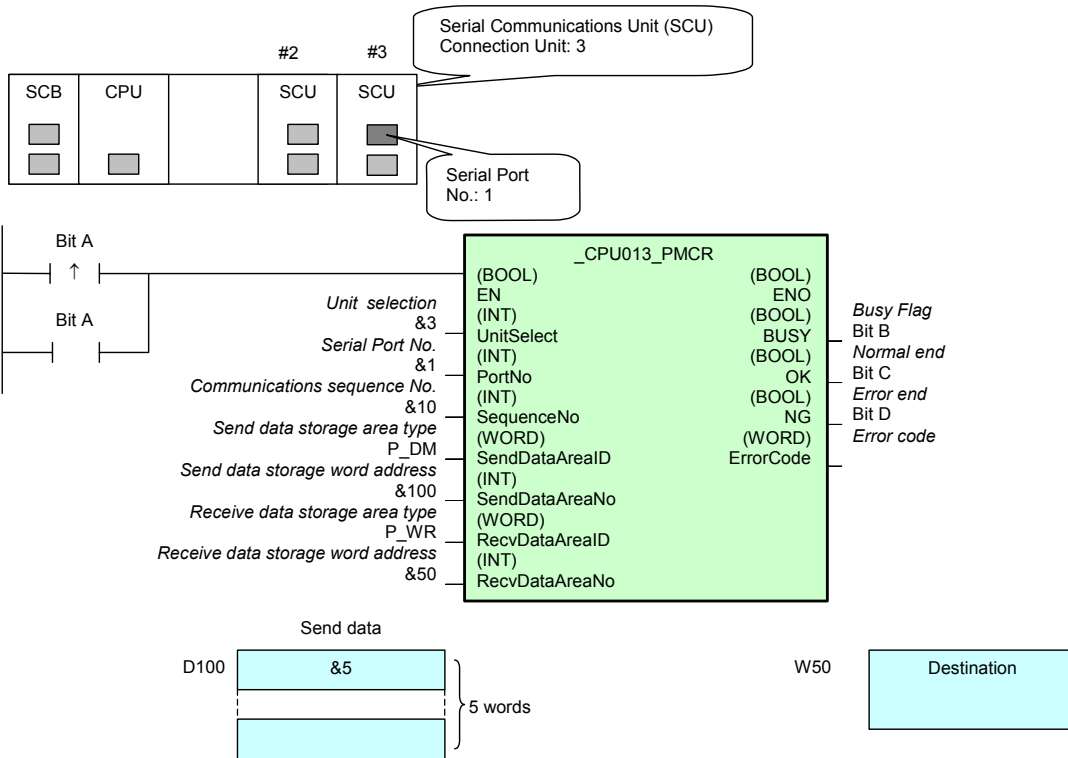 Serial Communications Unit (SCU)
Connection Unit: 3
#2 #3
SCB CPU SCU SCU
Serial Port
No.: 1
Bit A
↑
Bit A
_CPU013_PMCR
(BOOL) (BOOL)
EN ENO
Unit selection (INT) (BOOL) Busy Flag
&3 UnitSelect BUSY Bit B
Serial Port No. (INT) (BOOL) Normal end
&1 PortNo OK Bit C
Communications sequence No. (INT) (BOOL) Error end
&10 SequenceNo NG Bit D
Send data storage area type (WORD) (WORD) Error code
P_DM SendDataAreaID ErrorCode
Send data storage word address (INT)
&100 SendDataAreaNo
Receive data storage area type (WORD)
P_WR RecvDataAreaID
Receive data storage word address (INT)
&50 RecvDataAreaNo
Send data
D100 &5 W50 Destination
5 words